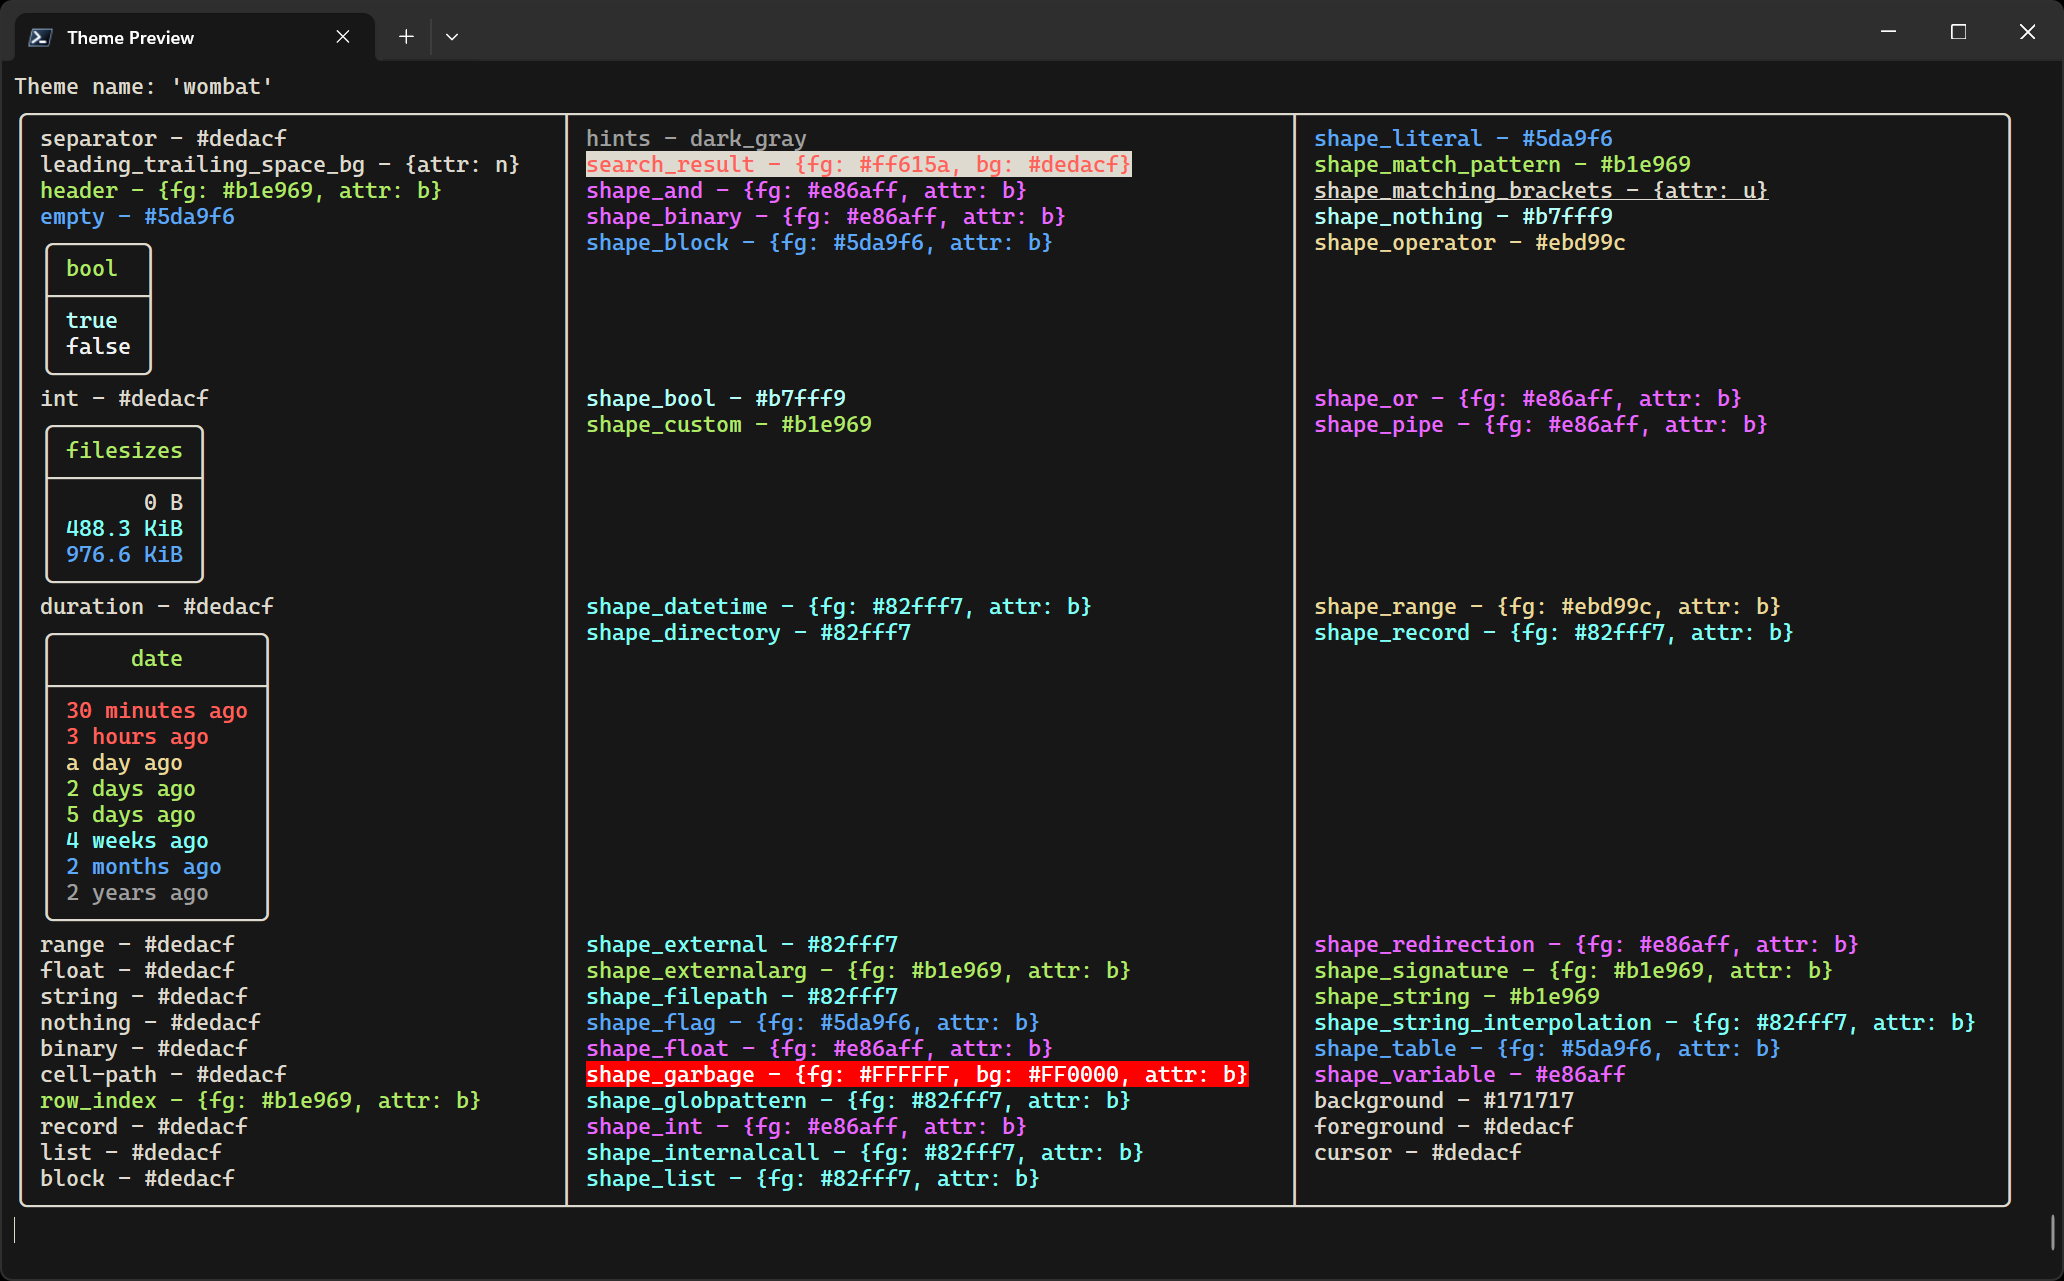 Theme Preview
Theme name: 'wombat'
separator - #dedacf
leading_trailing_space_bg - {attr: n}
header - {fg: #b1e969, attr: b}
empty - #5da9f6
bool
true
false
int - #dedacf
filesizes
0 B
488.3 KiB
976.6 KiB
duration - #dedacf
date
30 minutes ago
3 hours ago
a day ago
2 days ago
5 days ago
4 weeks ago
2 months ago
2 years ago
range - #dedacf
float - #dedacf
string - #dedacf
nothing - #dedacf
binary - #dedacf
cell-path - #dedacf
row_index - {fg: #b1e969, attr: b}
record - #dedacf
list - #dedacf
block - #dedacf
hints - dark_gray
search_result - {fg: #ff615a, bg: #dedacf}
shape_and - {fg: #e86aff, attr: b}
shape_binary - {fg: #e86aff, attr: b}
shape_block - {fg: #5da9f6, attr: b}
shape_bool - #b7fff9
shape_custom - #b1e969
shape_datetime - {fg: #82fff7, attr: b}
shape_directory - #82fff7
shape_external - #82fff7
shape_externalarg - {fg: #b1e969, attr: b}
shape_filepath - #82fff7
shape_flag - {fg: #5da9f6, attr: b}
shape_float - {fg: #e86aff, attr: b}
shape_garbage - {fg: #FFFFFF, bg: #FF0000, attr: b}
shape_globpattern - {fg: #82fff7, attr: b}
shape_int - {fg: #e86aff, attr: b}
shape_internalcall - {fg: #82fff7, attr: b}
shape_list - {fg: #82fff7, attr: b}
shape_literal - #5da9f6
shape_match_pattern - #b1e969
shape_matching_brackets - {attr: u}
shape_nothing - #b7fff9
shape_operator - #ebd99c
shape_or - {fg: #e86aff, attr: b}
shape_pipe - {fg: #e86aff, attr: b}
shape_range - {fg: #ebd99c, attr: b}
shape_record - {fg: #82fff7, attr: b}
shape_redirection - {fg: #e86aff, attr: b}
shape_signature - {fg: #b1e969, attr: b}
shape_string - #b1e969
shape_string_interpolation - {fg: #82fff7, attr: b}
shape_table - {fg: #5da9f6, attr: b}
shape_variable - #e86aff
background - #171717
foreground - #dedacf
cursor - #dedacf